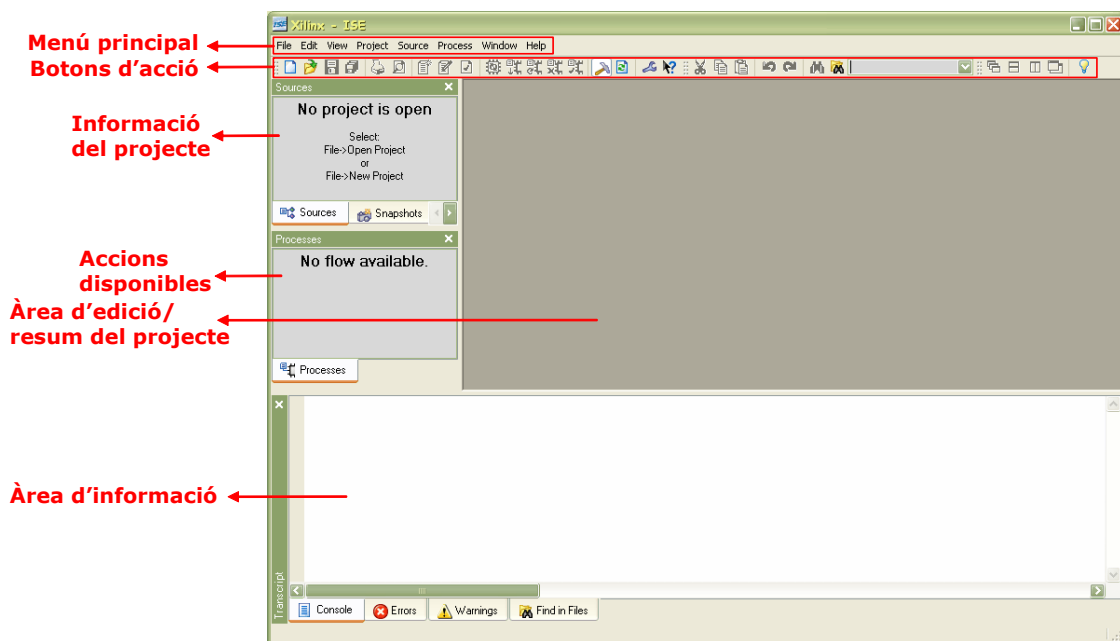 Xilinx - ISE
Menú principal
File Edit View Project Source Process Window Help
Botons d'acció
Sources
No project is open
Informació
del projecte
Select:
File->Open Project
or
File->New Project
Sources Snapshots
Processes
No flow available.
Accions
disponibles
Àrea d'edició/
resum del projecte
Processes
Àrea d'informació
Transcript
Console Errors Warnings Find in Files